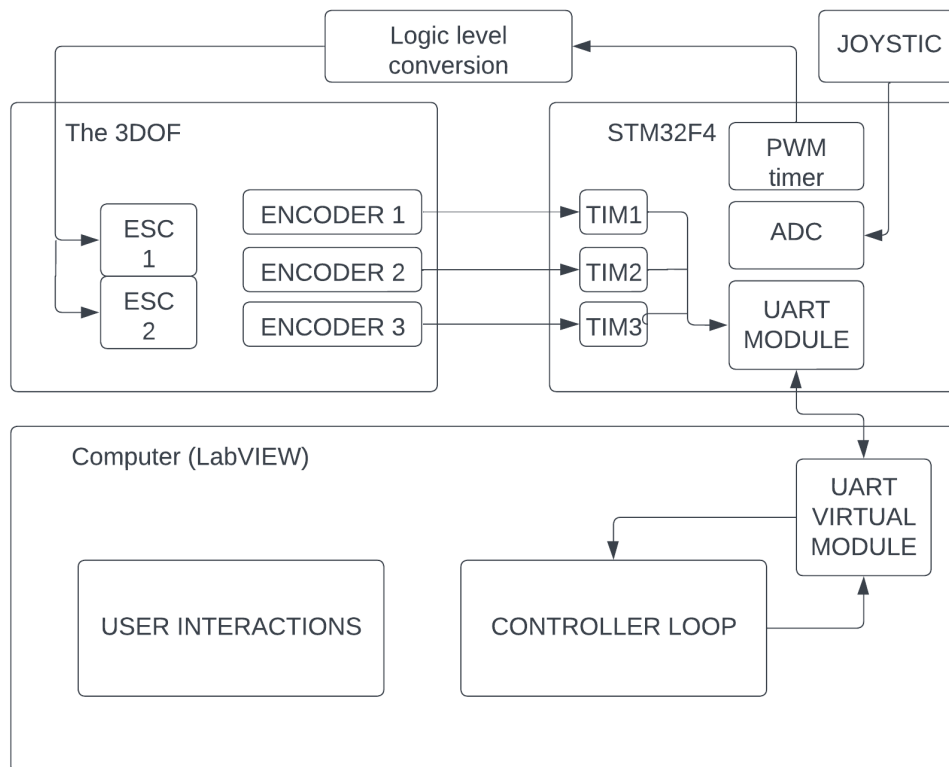 Logic level
conversion
JOYSTIC
The 3DOF
STM32F4
PWM
timer
ESC
1
ENCODER 1
TIM1
ADC
ENCODER 2
TIM2
ESC
2
ENCODER 3
TIM3
UART
MODULE
Computer (LabVIEW)
UART
VIRTUAL
MODULE
USER INTERACTIONS
CONTROLLER LOOP